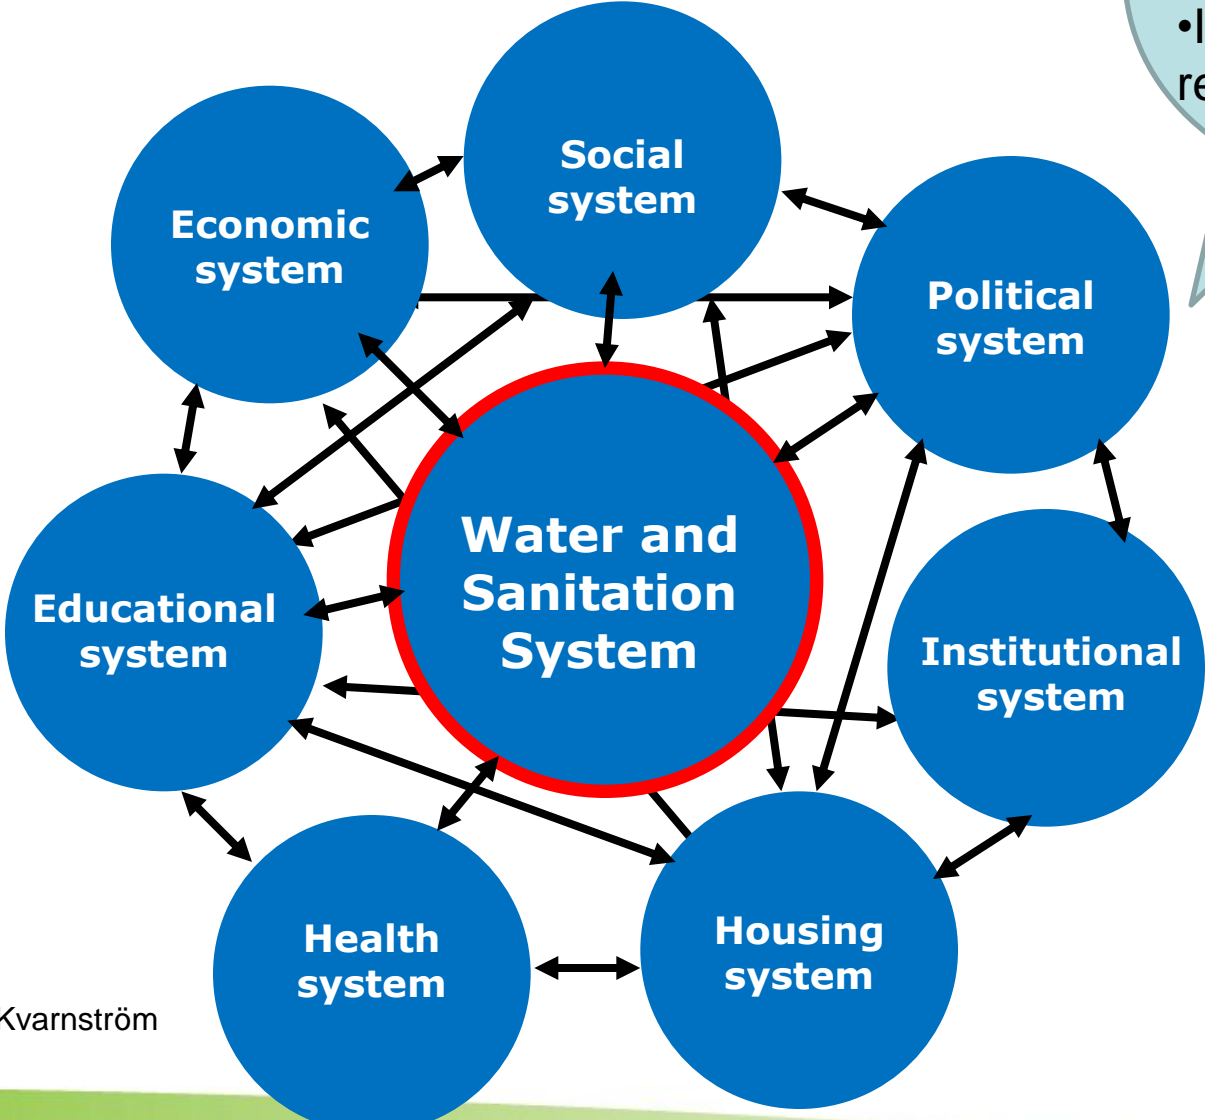 Social
system
Economic
system
Political
system
Water and
Sanitation
System
Educational
system
Institutional
system
Health
system
Housing
system
Kvarnström